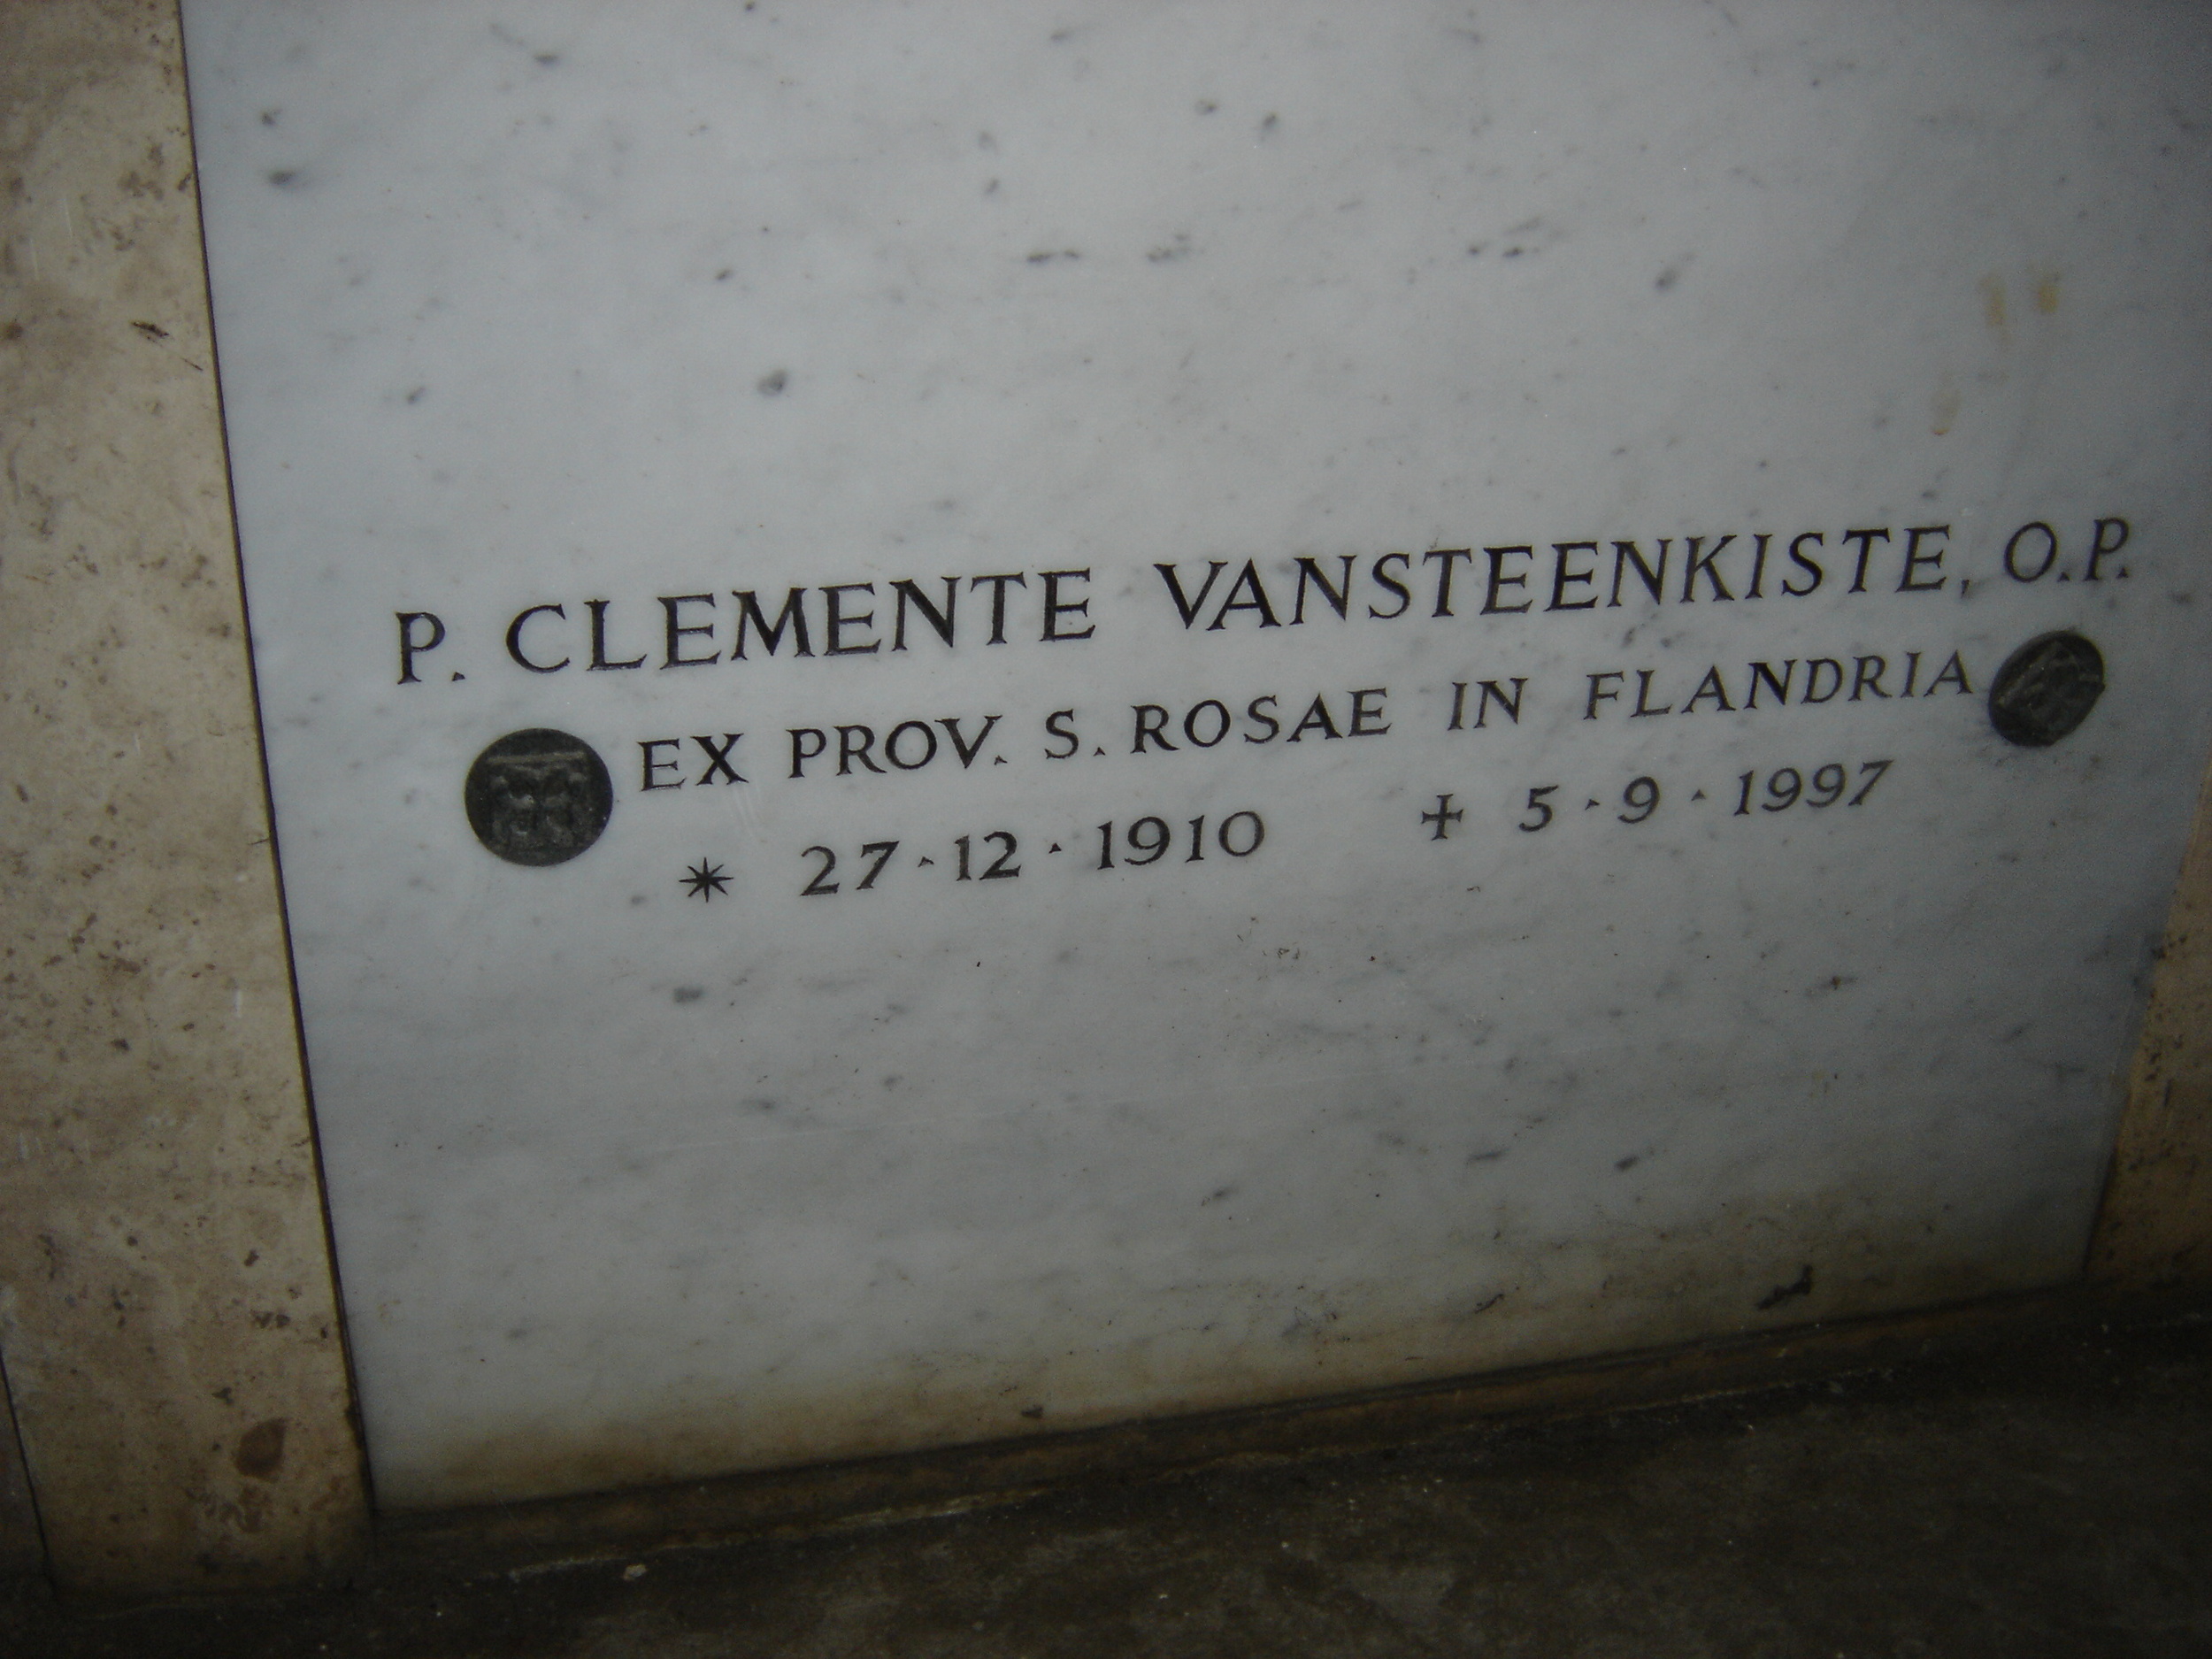 P. CLEMENTE VANSTEENKISTE, O.P.
EX PROV. S. ROSAE IN FLANDRIA
* 27·12·1910 + 5·9·1997